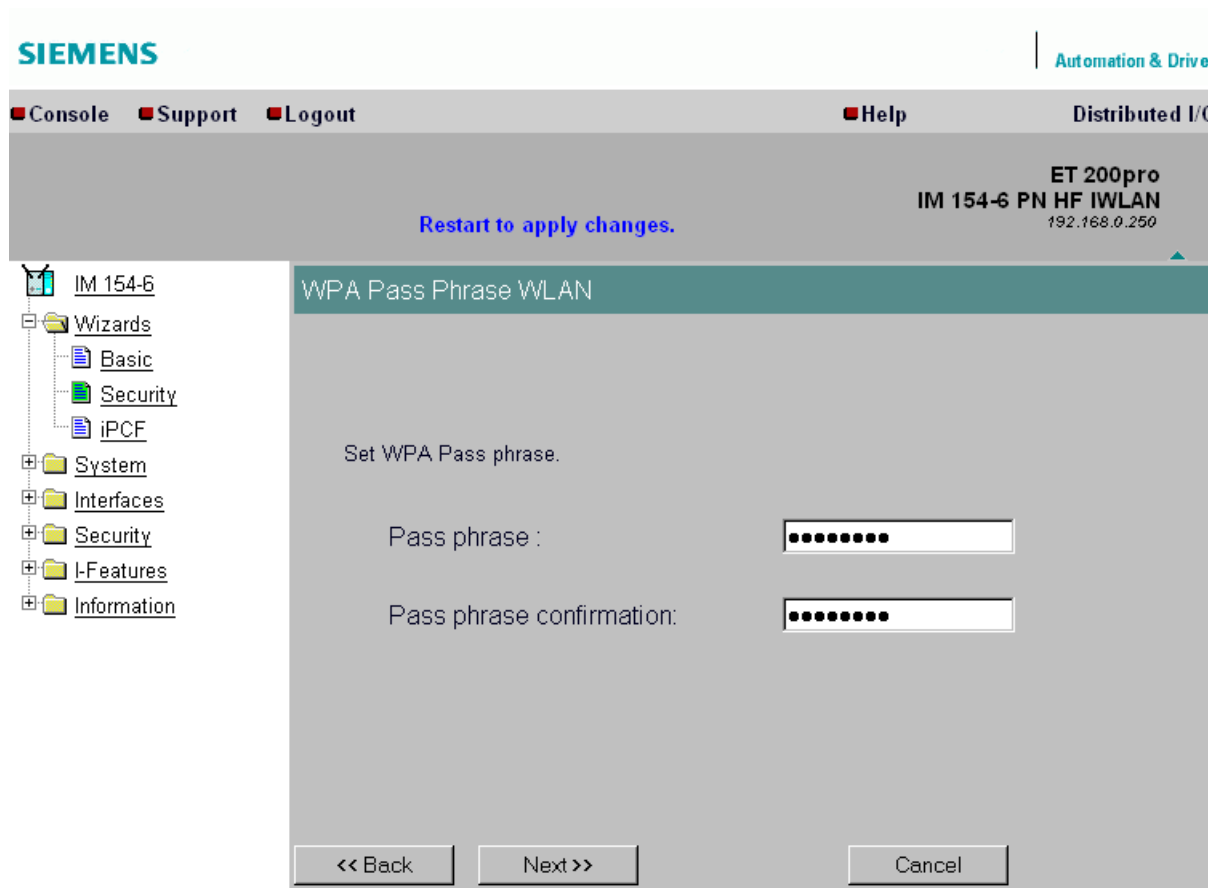 SIEMENS
Automation & Drive
Console Support Logout Help Distributed I/
ET 200pro
IM 154-6 PN HF IWLAN
192.168.0.250
Restart to apply changes.
IM 154-6
Wizards
Basic
Security
iPCF
System
Interfaces
Security
I-Features
Information
WPA Pass Phrase WLAN
Set WPA Pass phrase.
Pass phrase :
••••••••
Pass phrase confirmation:
••••••••
<< Back
Next >>
Cancel